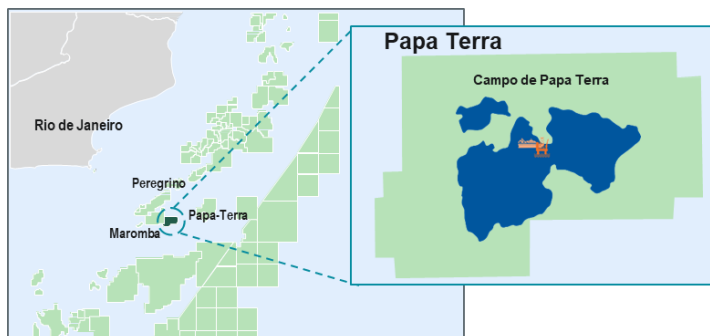 Papa Terra
Campo de Papa Terra
Rio de Janeiro
Peregrino
Papa-Terra
Maromba